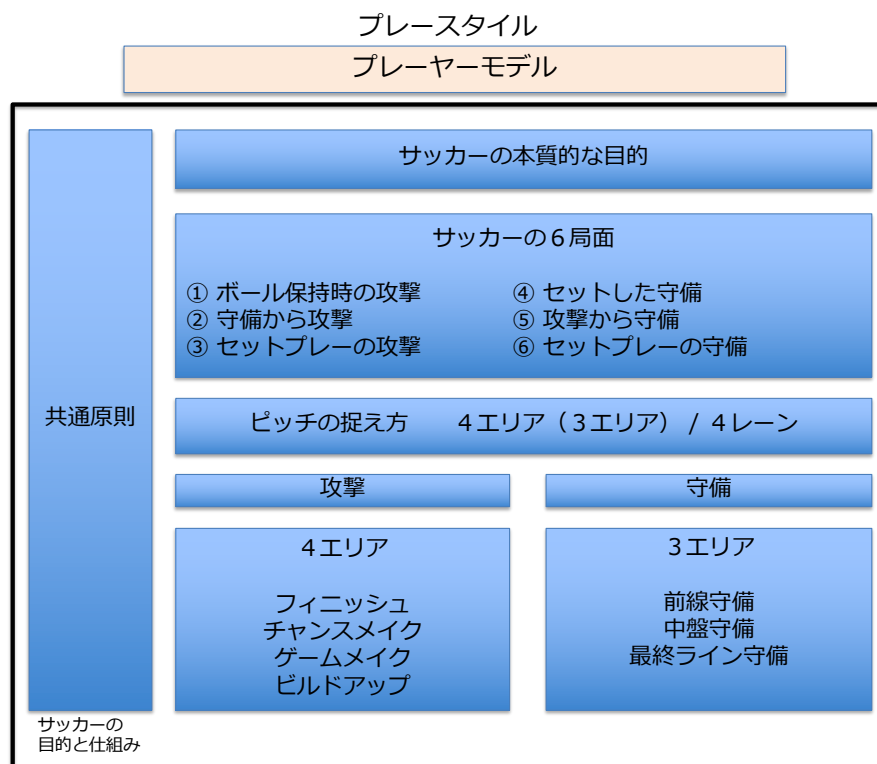 プレースタイル
プレーヤーモデル
サッカーの本質的な目的
サッカーの６局面
① ボール保持時の攻撃
② 守備から攻撃
③ セットプレーの攻撃
④ セットした守備
⑤ 攻撃から守備
⑥ セットプレーの守備
共通原則
ピッチの捉え方　　４エリア（３エリア） / ４レーン
攻撃
守備
４エリア
フィニッシュ
チャンスメイク
ゲームメイク
ビルドアップ
３エリア
前線守備
中盤守備
最終ライン守備
サッカーの
目的と仕組み